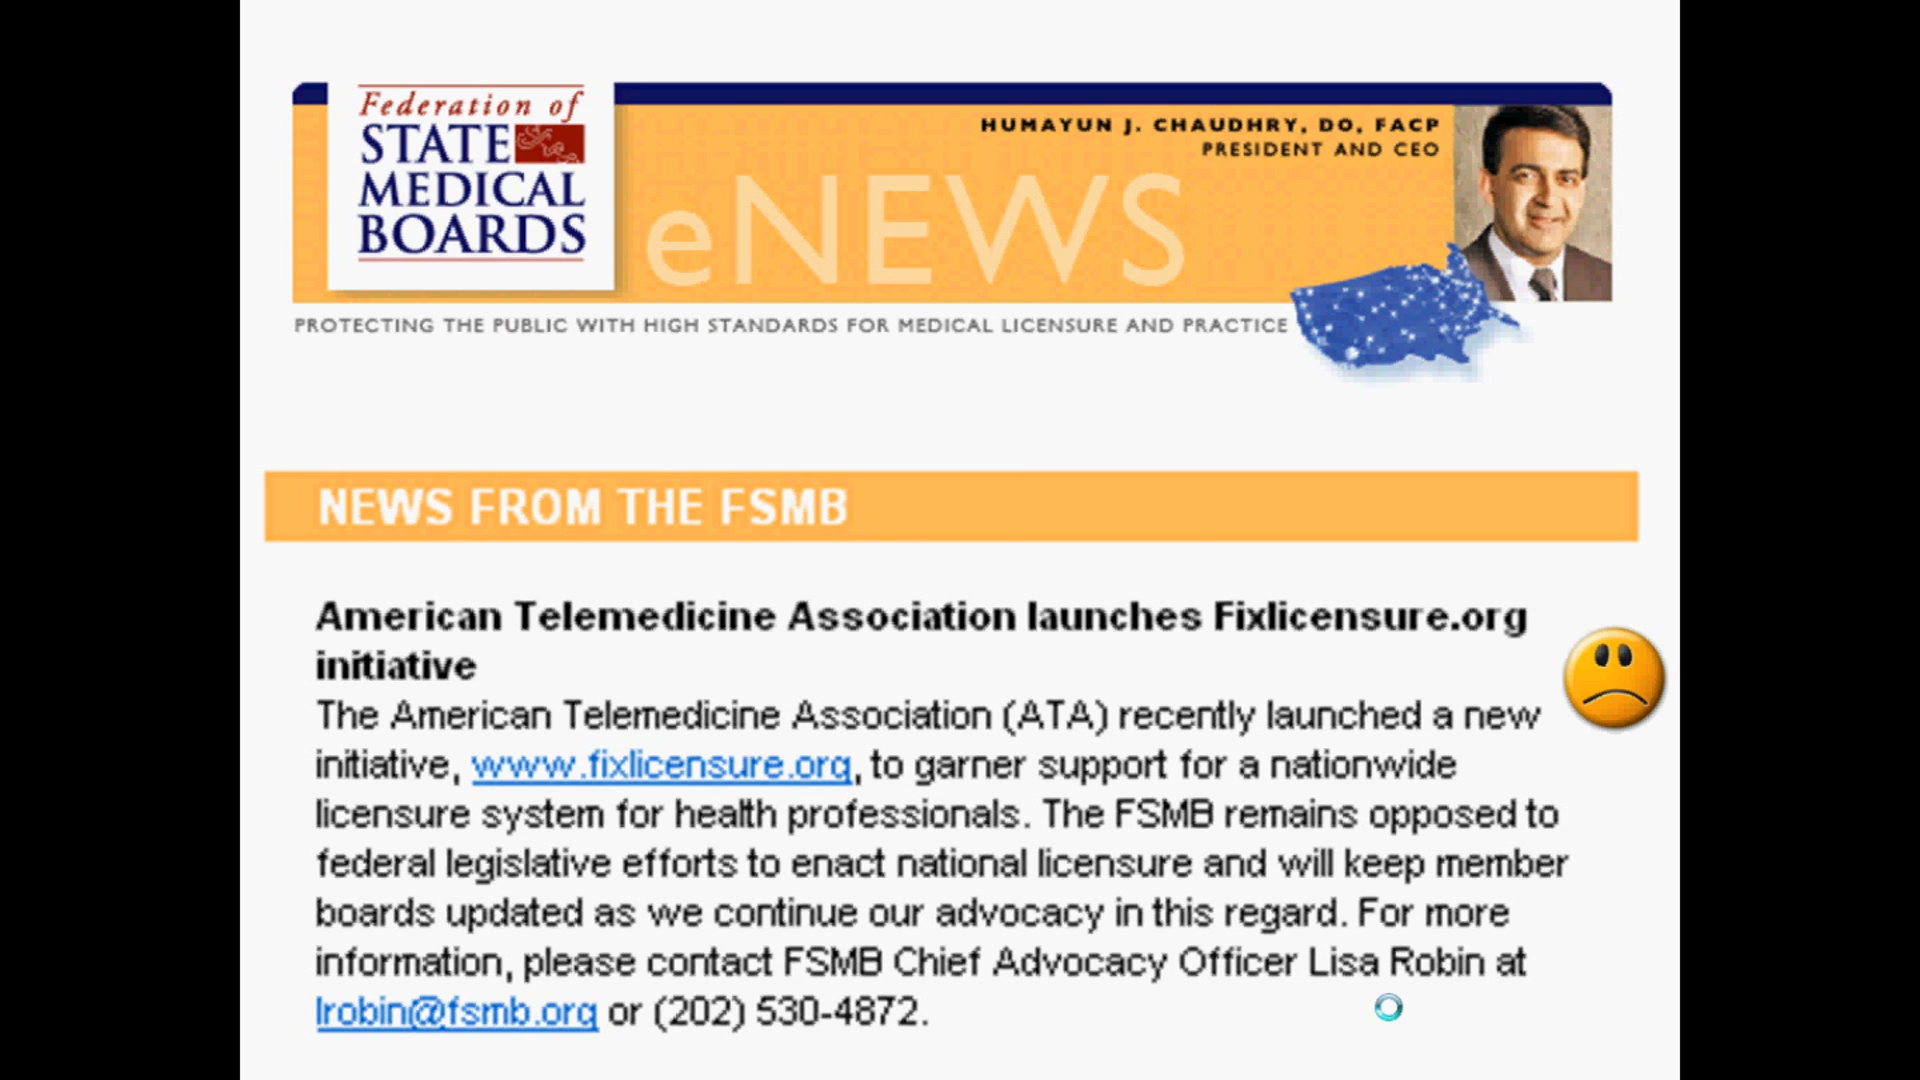 Federation of
STATE
MEDICAL
BOARDS
eNEWS
HUMAYUN J. CHAUDHRY, DO, FACP
PRESIDENT AND CEO
PROTECTING THE PUBLIC WITH HIGH STANDARDS FOR MEDICAL LICENSURE AND PRACTICE
NEWS FROM THE FSMB
American Telemedicine Association launches Fixlicensure.org
initiative
The American Telemedicine Association (ATA) recently launched a new
initiative, www.fixlicensure.org, to garner support for a nationwide
licensure system for health professionals. The FSMB remains opposed to
federal legislative efforts to enact national licensure and will keep member
boards updated as we continue our advocacy in this regard. For more
information, please contact FSMB Chief Advocacy Officer Lisa Robin at
lrobin@fsmb.org or (202) 530-4872.